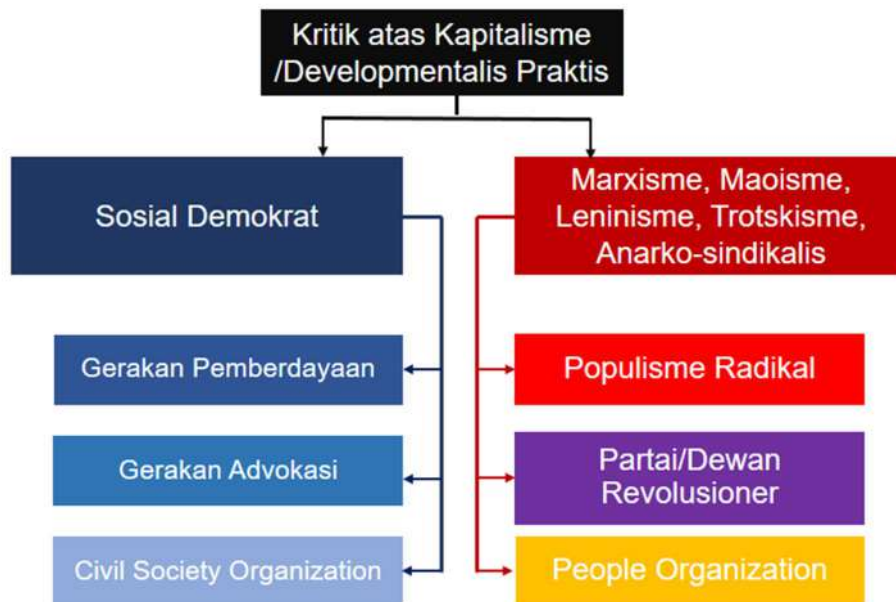 Kritik atas Kapitalisme
/Developmentalis Praktis
Sosial Demokrat
Marxisme, Maoisme,
Leninisme, Trotskisme,
Anarko-sindikalis
Gerakan Pemberdayaan
Populisme Radikal
Gerakan Advokasi
Partai/Dewan
Revolusioner
Civil Society Organization
People Organization